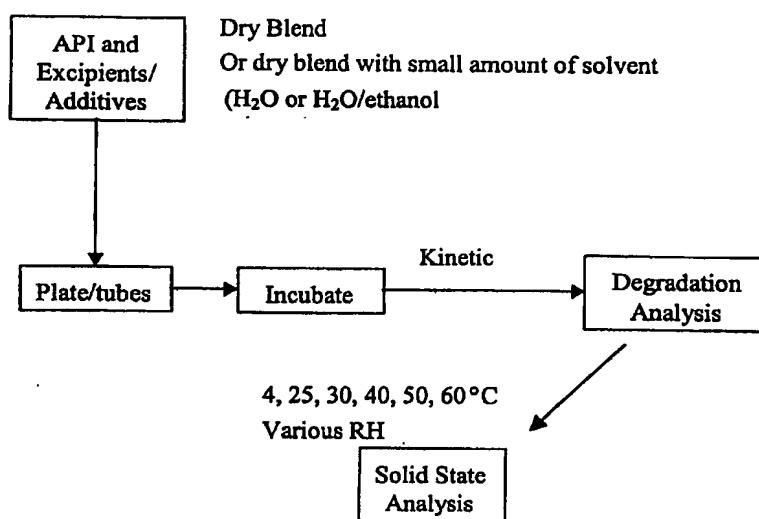 API and
Excipients/
Additives
Dry Blend
Or dry blend with small amount of solvent
(H₂O or H₂O/ethanol
Plate/tubes
Incubate
Kinetic
Degradation
Analysis
4, 25, 30, 40, 50, 60°C
Various RH
Solid State
Analysis